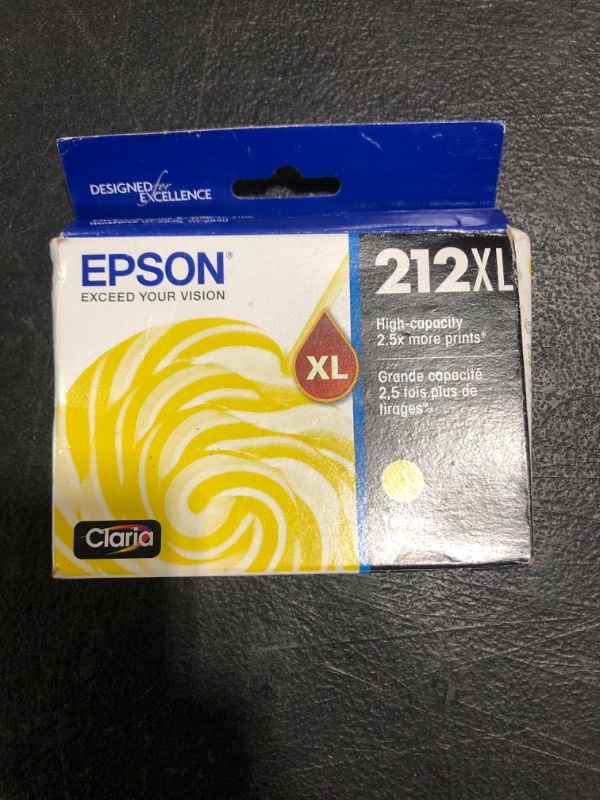 DESIGNED for
EXCELLENCE
EPSON®
EXCEED YOUR VISION
212XL
High-capacity
2.5x more prints*
XL
Grande capacité
2,5 fois plus de
tirages*
Claria